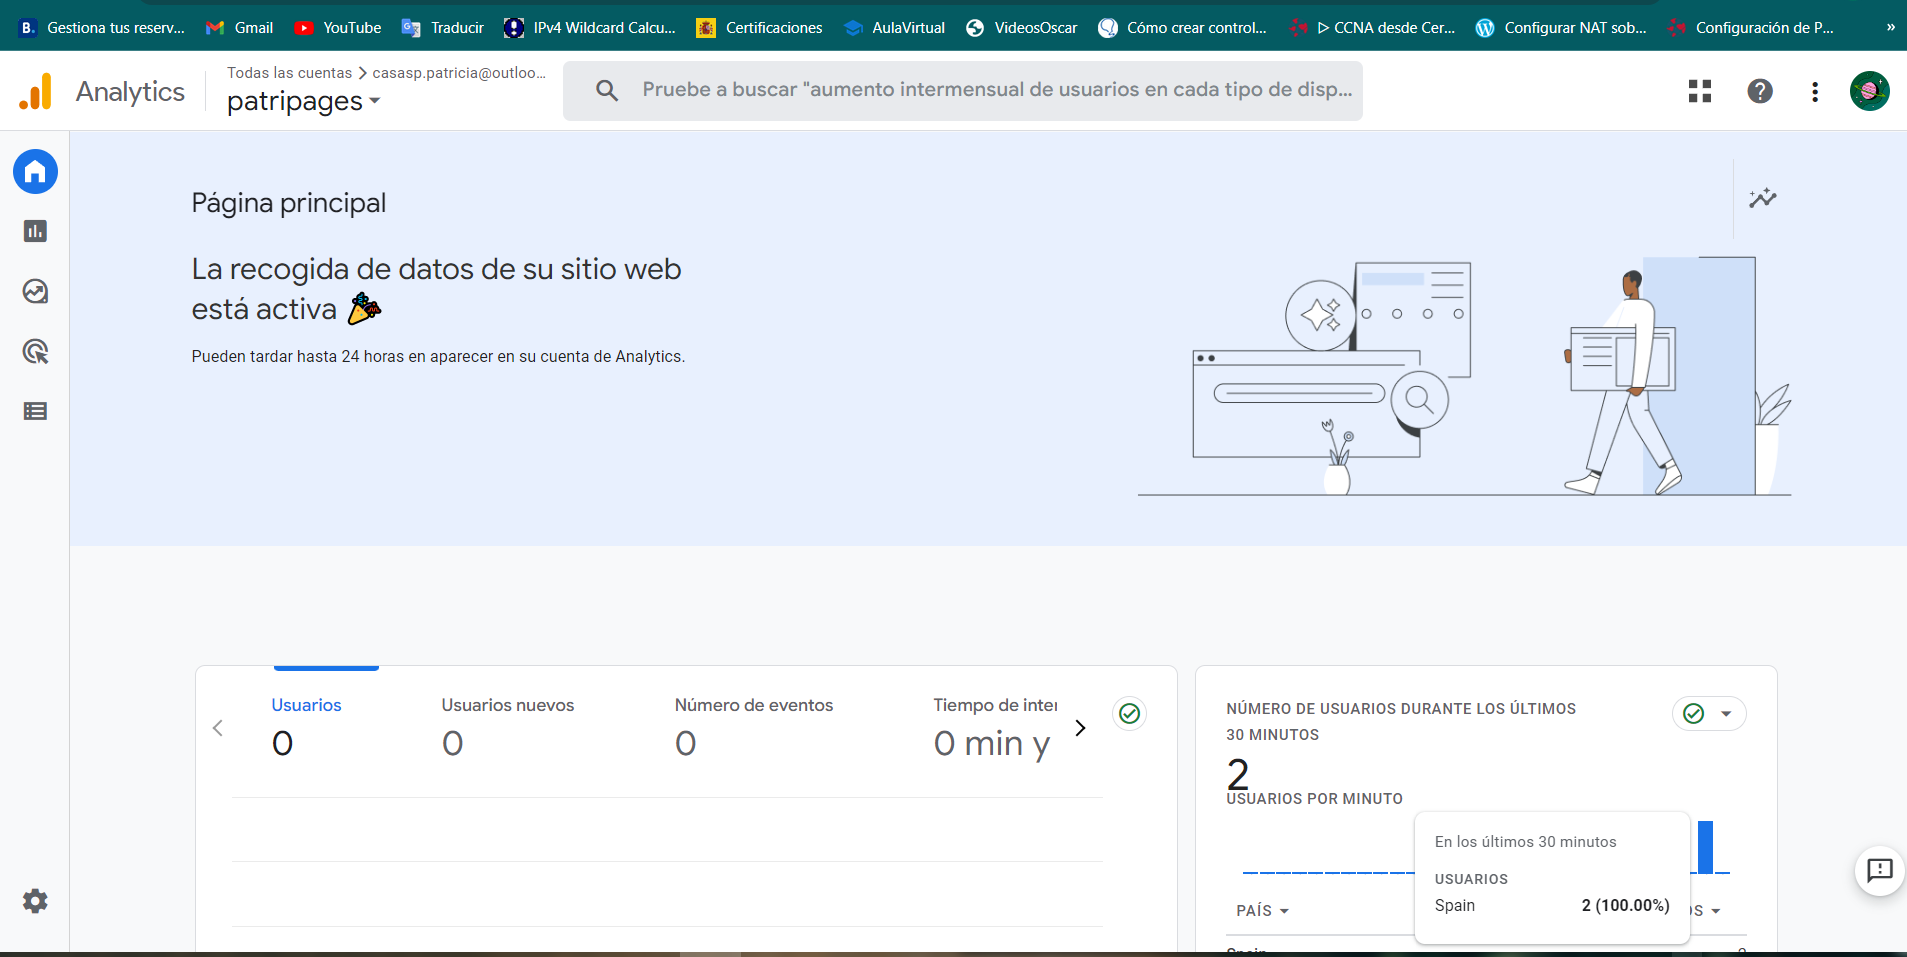 B. Gestiona tus reserv... Gmail YouTube Traducir IPv4 Wildcard Calcu... Certificaciones AulaVirtual VideosOscar Cómo crear control... ▷ CCNA desde Cer... Configurar NAT sob... Configuración de P... »
Todas las cuentas > casasp.patricia@outloo...
Analytics
patripages
Pruebe a buscar "aumento intermensual de usuarios en cada tipo de disp...
Página principal
La recogida de datos de su sitio web
está activa 🎉
Pueden tardar hasta 24 horas en aparecer en su cuenta de Analytics.
Usuarios Usuarios nuevos Número de eventos Tiempo de inter
0 0 0 0 min y
NÚMERO DE USUARIOS DURANTE LOS ÚLTIMOS
30 MINUTOS
2
USUARIOS POR MINUTO
En los últimos 30 minutos
USUARIOS
Spain 2 (100.00%)
PAÍS OS
Spain 2